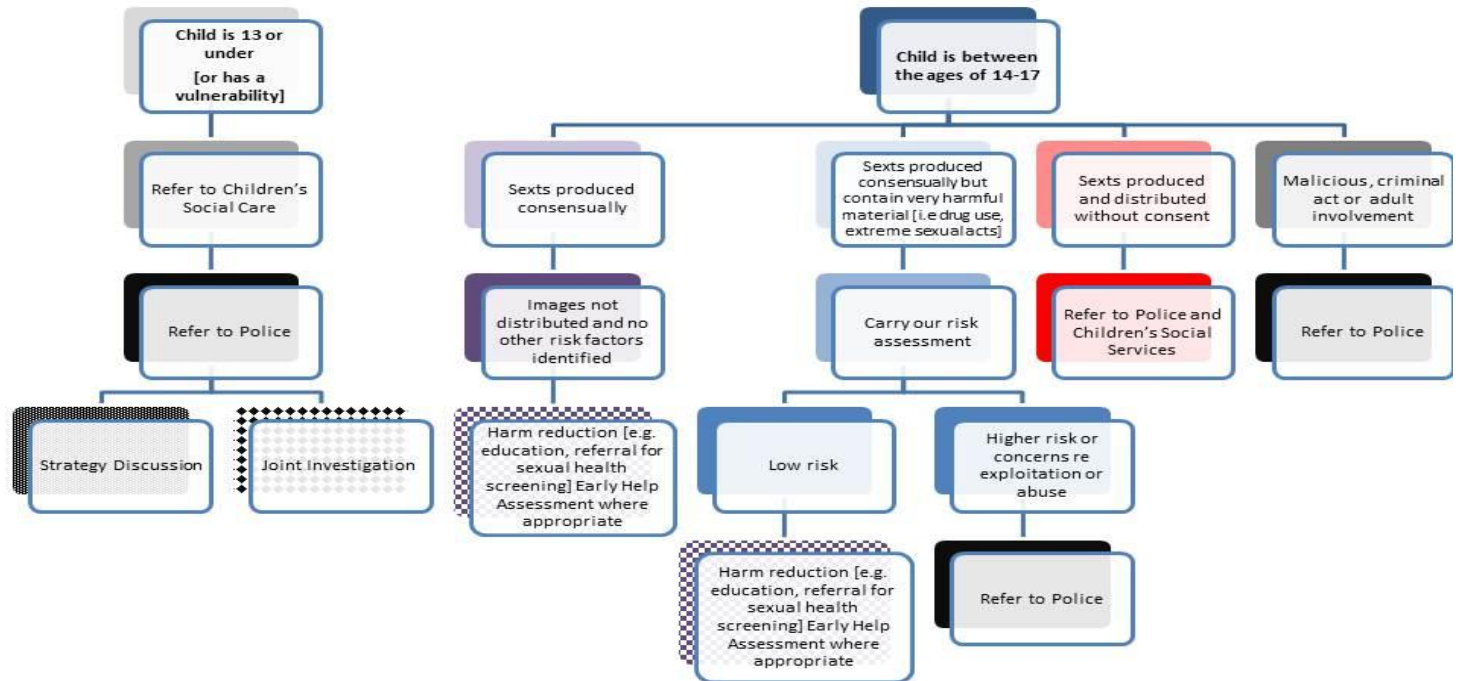 Child is 13 or
under
[or has a
vulnerability]
Child is between
the ages of 14-17
Refer to Children's
Social Care
Sexts produced
consensually
Sexts produced
consensually but
contain very harmful
material [i.e drug use,
extreme sexual acts]
Sexts produced
and distributed
without consent
Malicious, criminal
act or adult
involvement
Refer to Police
Images not
distributed and no
other risk factors
identified
Carry our risk
assessment
Refer to Police and
Children's Social
Services
Refer to Police
Strategy Discussion
Joint Investigation
Harm reduction [e.g.
education, referral for
sexual health
screening] Early Help
Assessment where
appropriate
Low risk
Higher risk or
concerns re
exploitation or
abuse
Harm reduction [e.g.
education, referral for
sexual health
screening] Early Help
Assessment where
appropriate
Refer to Police